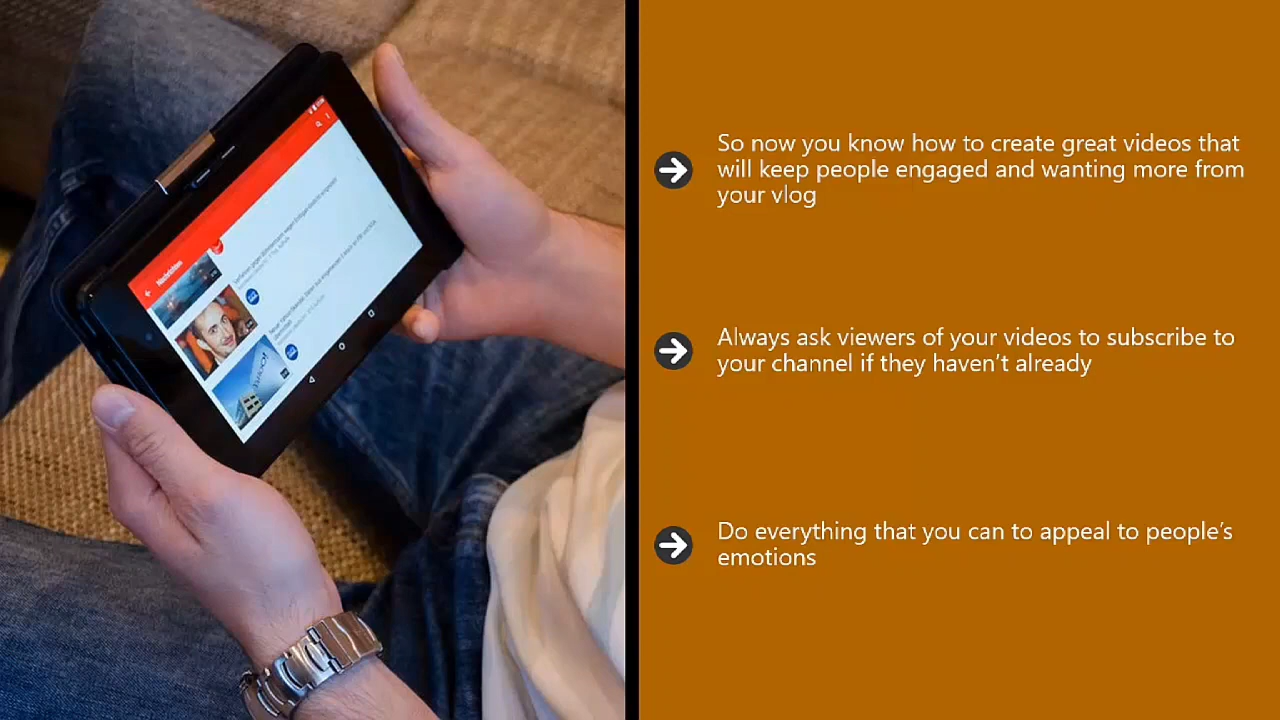 Nachrichten
YAHOO!
So now you know how to create great videos that
will keep people engaged and wanting more from
your vlog
Always ask viewers of your videos to subscribe to
your channel if they haven't already
Do everything that you can to appeal to people's
emotions